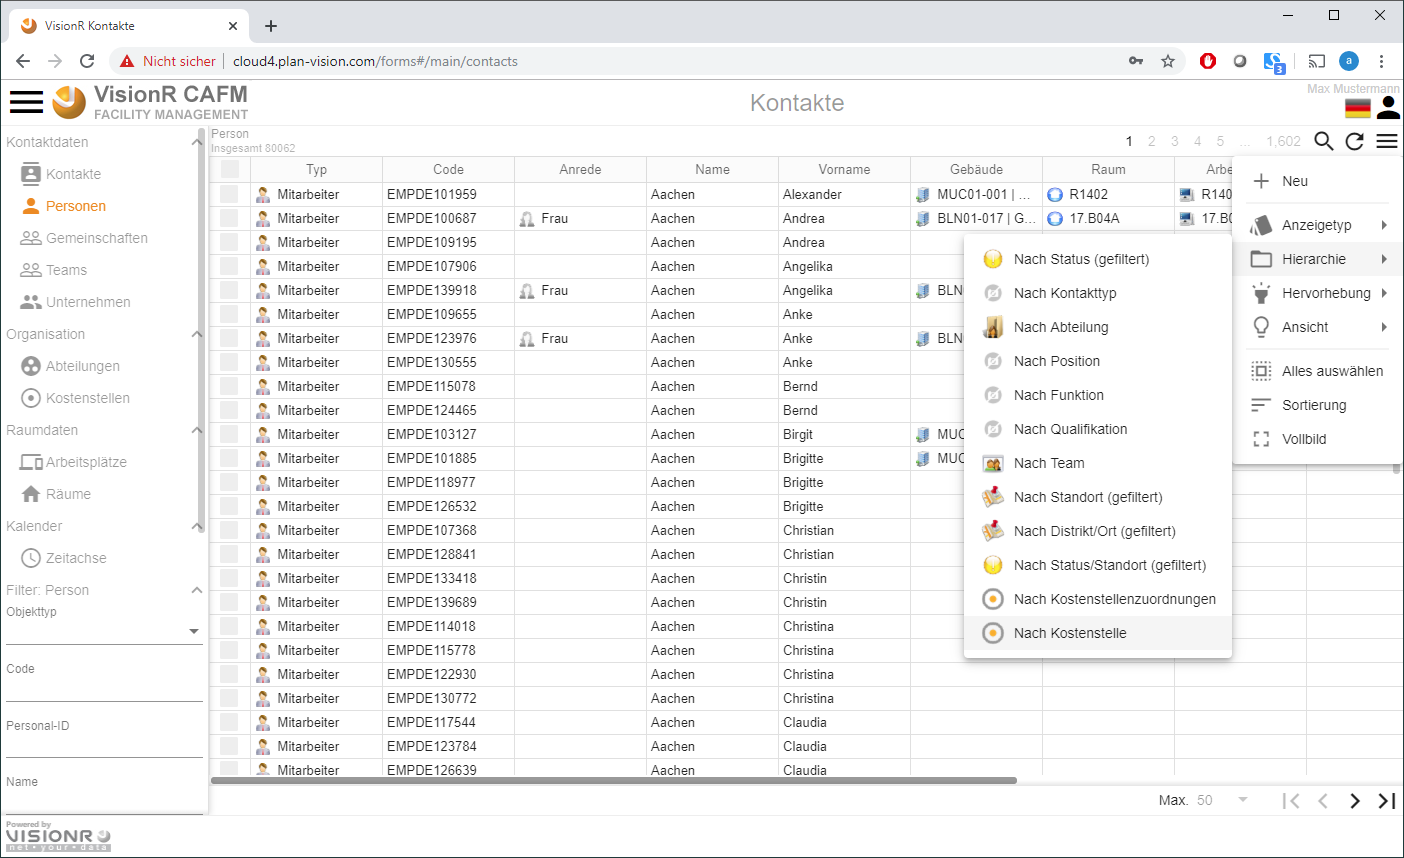 VisionR Kontakte
Nicht sicher | cloud4.plan-vision.com/forms#/main/contacts
3
a
VisionR CAFM
FACILITY MANAGEMENT
Kontakte
Max Mustermann
Kontaktdaten
Kontakte
Personen
Gemeinschaften
Teams
Unternehmen
Organisation
Abteilungen
Kostenstellen
Raumdaten
Arbeitsplätze
Räume
Kalender
Zeitachse
Filter: Person
Objekttyp
Code
Personal-ID
Name
Person
Insgesamt 80062
1 2 3 4 5 ... 1,602
Typ Code Anrede Name Vorname Gebäude Raum Arbe
Mitarbeiter EMPDE101959 Aachen Alexander MUC01-001 | ... R1402 R140
Mitarbeiter EMPDE100687 Frau Aachen Andrea BLN01-017 | G... 17.B04A 17.B0
Mitarbeiter EMPDE109195 Aachen Andrea
Mitarbeiter EMPDE107906 Aachen Angelika
Mitarbeiter EMPDE139918 Frau Aachen Angelika BLN
Mitarbeiter EMPDE109655 Aachen Anke
Mitarbeiter EMPDE123976 Frau Aachen Anke BLN
Mitarbeiter EMPDE130555 Aachen Anke
Mitarbeiter EMPDE115078 Aachen Bernd
Mitarbeiter EMPDE124465 Aachen Bernd
Mitarbeiter EMPDE103127 Aachen Birgit MUC
Mitarbeiter EMPDE101885 Aachen Brigitte MUC
Mitarbeiter EMPDE118977 Aachen Brigitte
Mitarbeiter EMPDE126532 Aachen Brigitte
Mitarbeiter EMPDE107368 Aachen Christian
Mitarbeiter EMPDE128841 Aachen Christian
Mitarbeiter EMPDE133418 Aachen Christin
Mitarbeiter EMPDE139689 Aachen Christin
Mitarbeiter EMPDE114018 Aachen Christina
Mitarbeiter EMPDE115778 Aachen Christina
Mitarbeiter EMPDE122930 Aachen Christina
Mitarbeiter EMPDE130772 Aachen Christina
Mitarbeiter EMPDE117544 Aachen Claudia
Mitarbeiter EMPDE123784 Aachen Claudia
Mitarbeiter EMPDE126639 Aachen Claudia
Neu
Anzeigetyp
Hierarchie
Hervorhebung
Ansicht
Alles auswählen
Sortierung
Vollbild
Nach Status (gefiltert)
Nach Kontakttyp
Nach Abteilung
Nach Position
Nach Funktion
Nach Qualifikation
Nach Team
Nach Standort (gefiltert)
Nach Distrikt/Ort (gefiltert)
Nach Status/Standort (gefiltert)
Nach Kostenstellenzuordnungen
Nach Kostenstelle
Max. 50
Powered by
VISIONR
net • your • data